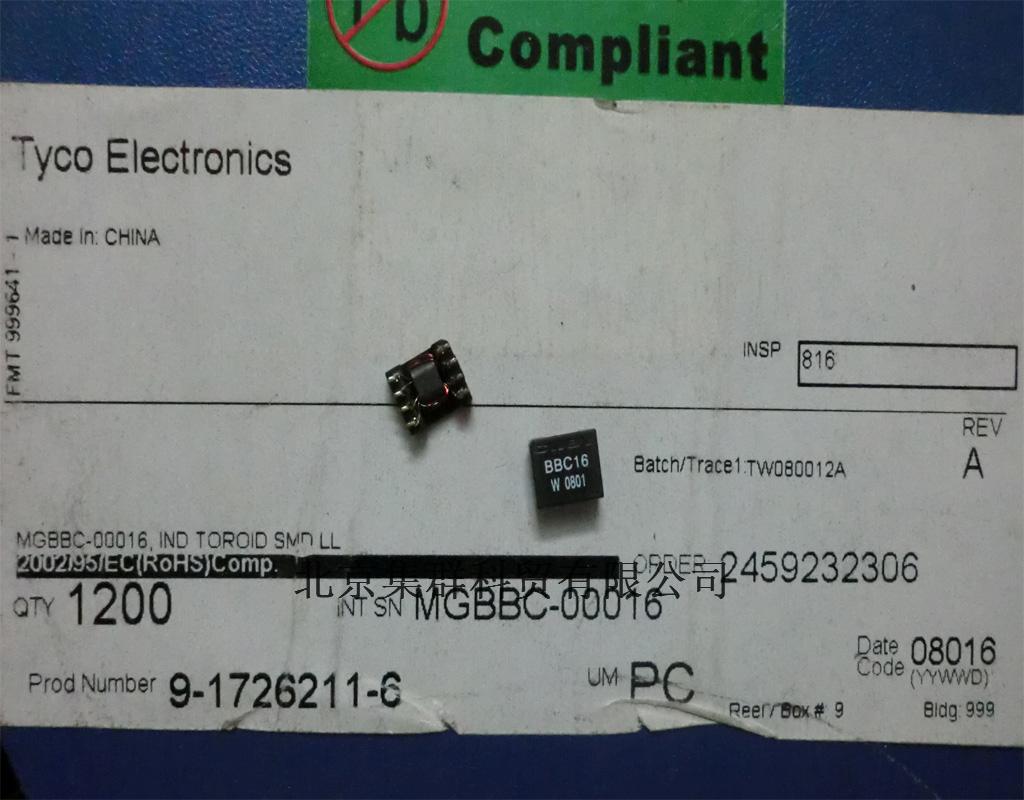 Pb
Compliant
Tyco Electronics
Made In: CHINA
FMT 999641 - 1
INSP 816
REV
A
BBC16
W 0801
Batch/Trace1:TW080012A
MGBBC-00016, IND TOROID SMD LL
2002/95/EC(RoHS)Comp.
ORDER 2459232306
北京集群科贸有限公司
QTY 1200
INT SN MGBBC-00016
Date Code 08016
(YYWWD)
Prod Number 9-1726211-6
UM PC
Reel / Box # 9
Bldg: 999